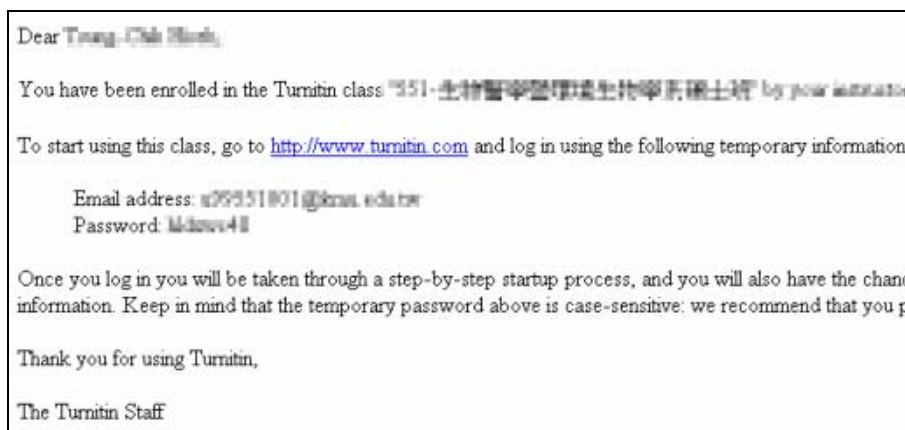 Dear
You have been enrolled in the Turnitin class by your instructor
To start using this class, go to http://www.turnitin.com and log in using the following temporary information
Email address:
Password:
Once you log in you will be taken through a step-by-step startup process, and you will also have the chanc
information. Keep in mind that the temporary password above is case-sensitive: we recommend that you p
Thank you for using Turnitin,
The Turnitin Staff